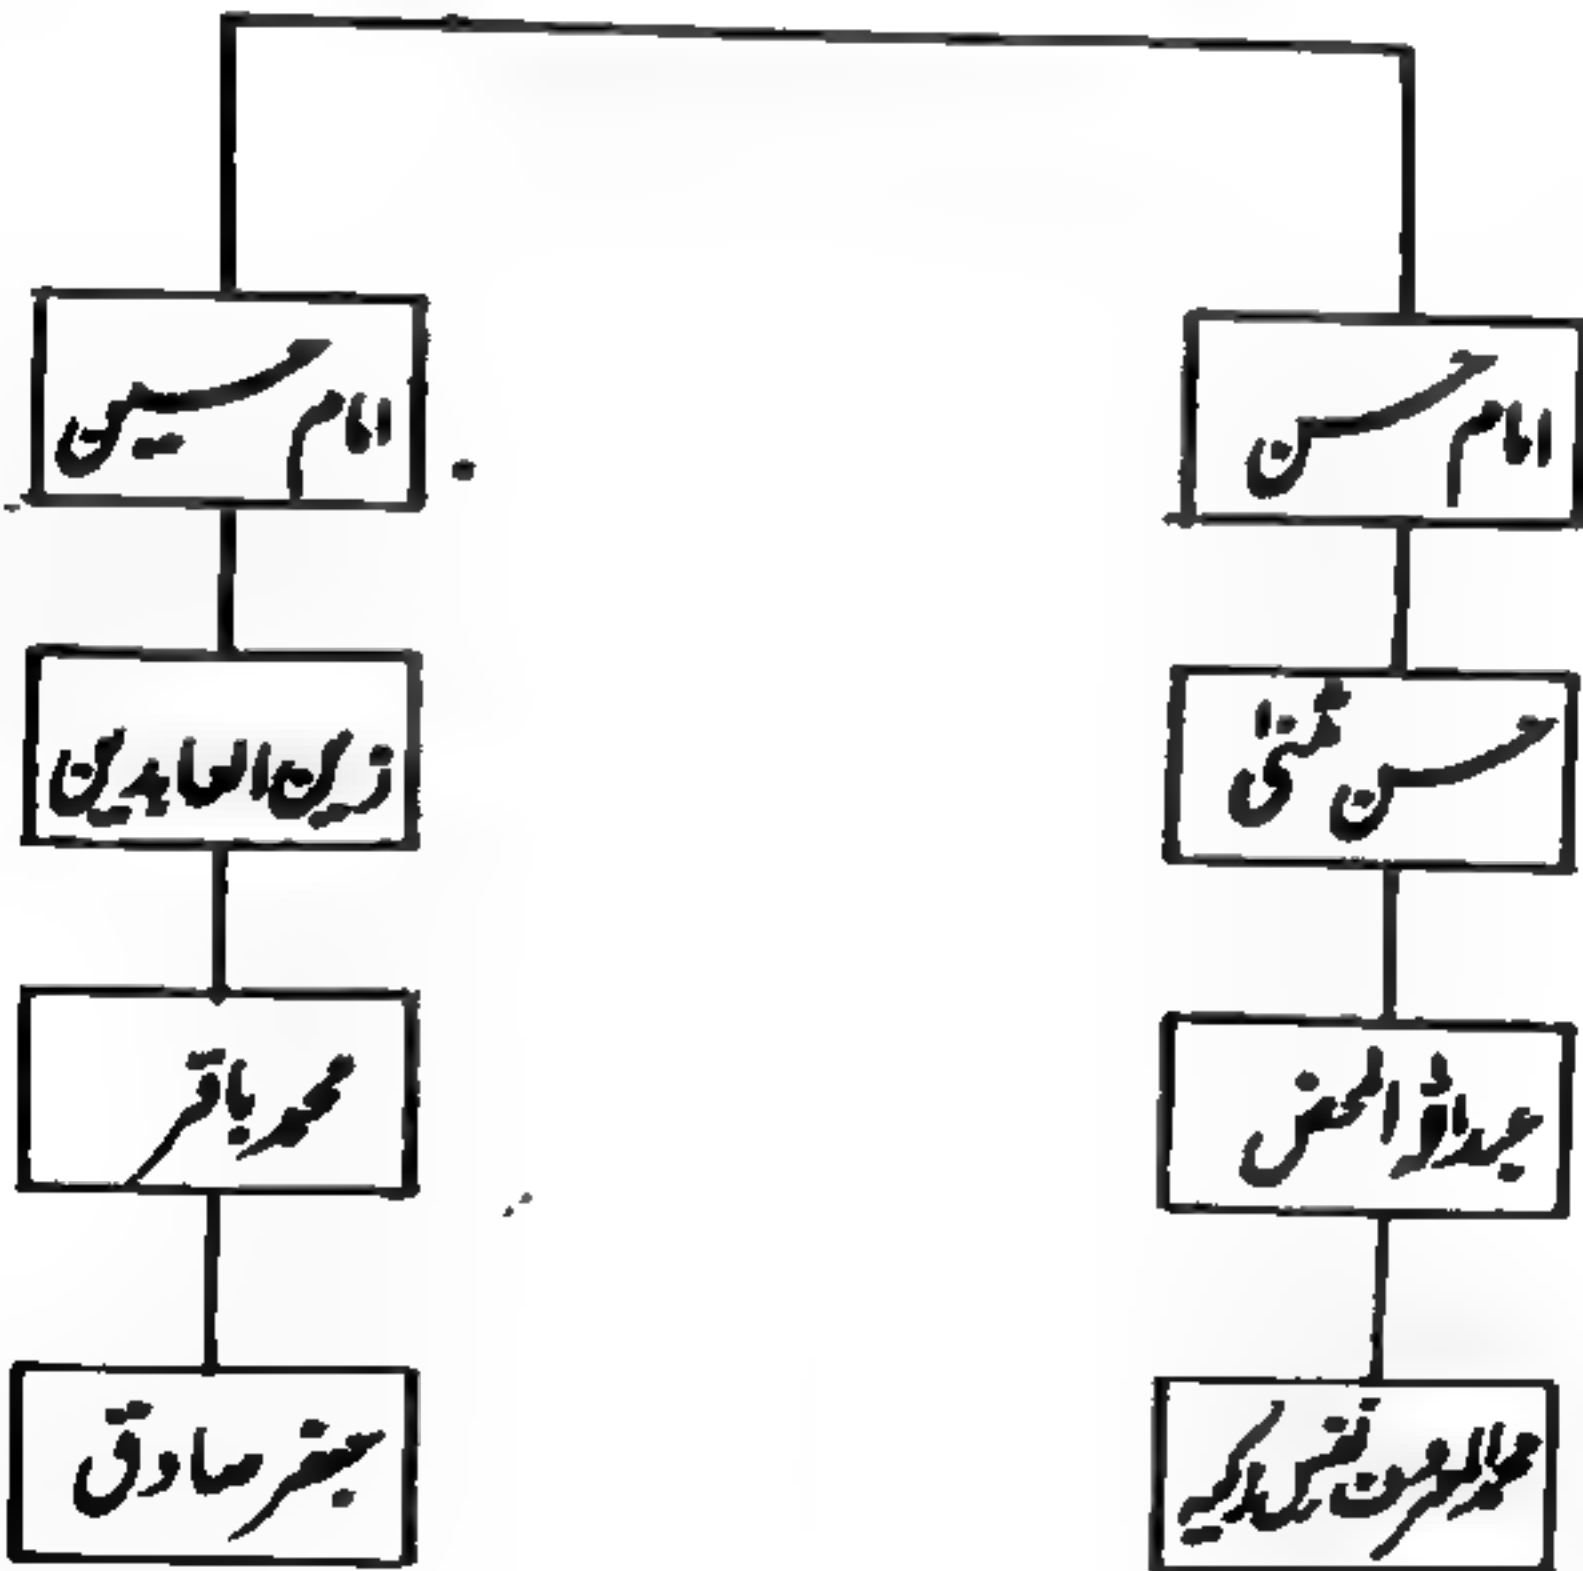 امام حسن
امام حسین
حسن مثنی
زین العابدین
عبداللہ المحض
محمد باقر
محمد المعروف نفس زکیہ
جعفر صادق